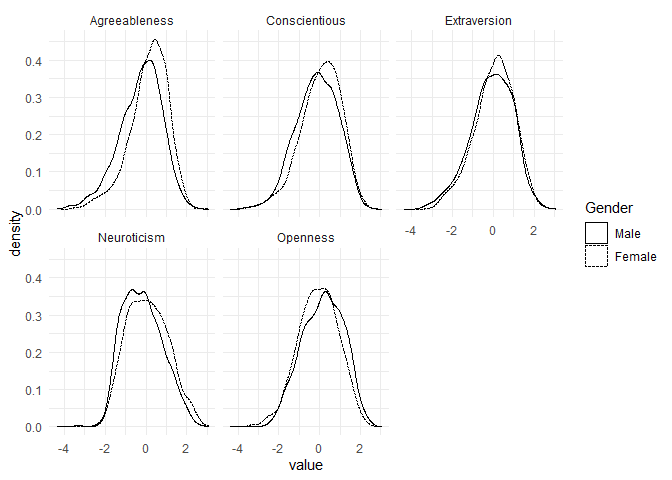 Agreeableness Conscientious Extraversion
0.4
0.3
0.2
0.1
0.0
-4 -2 0 2
Gender
Male
Female
density
Neuroticism Openness
0.4
0.3
0.2
0.1
0.0
-4 -2 0 2 -4 -2 0 2
value